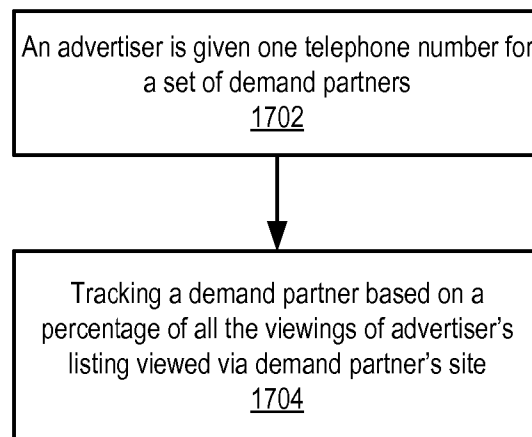 An advertiser is given one telephone number for
a set of demand partners
1702
Tracking a demand partner based on a
percentage of all the viewings of advertiser's
listing viewed via demand partner's site
1704